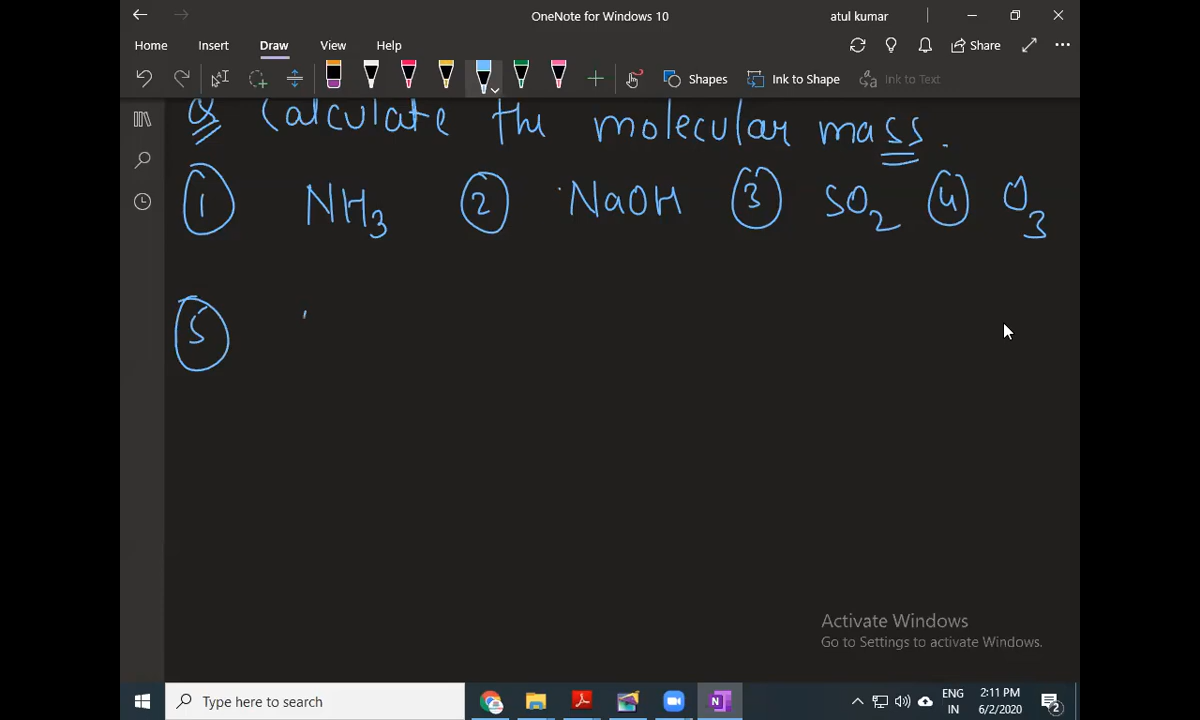 OneNote for Windows 10
atul kumar
Home Insert Draw View Help
Share
Shapes Ink to Shape Ink to Text
Q Calculate the molecular mass.
1 NH3 2 NaOH 3 SO2 4 O3
5
Activate Windows
Go to Settings to activate Windows.
Type here to search
ENG 2:11 PM
IN 6/2/2020
2